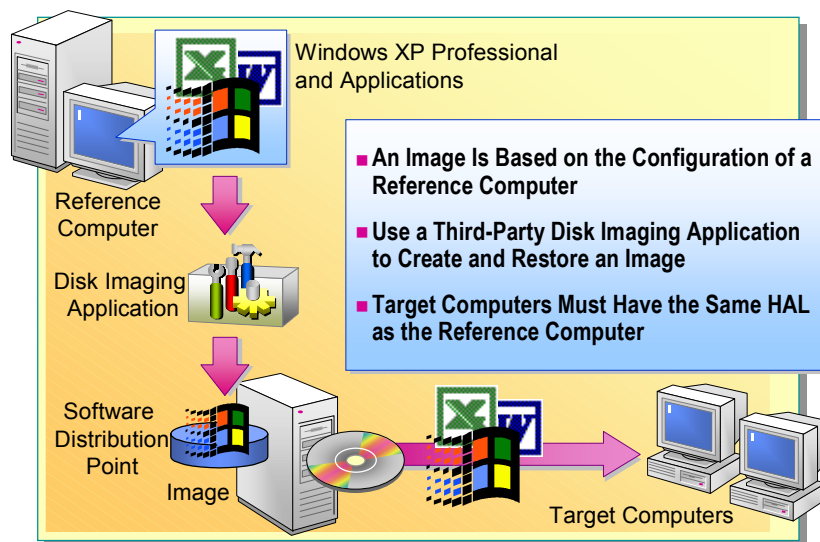 Windows XP Professional
and Applications
An Image Is Based on the Configuration of a
Reference Computer
Use a Third-Party Disk Imaging Application
to Create and Restore an Image
Target Computers Must Have the Same HAL
as the Reference Computer
Reference
Computer
Disk Imaging
Application
Software
Distribution
Point
Image
Target Computers